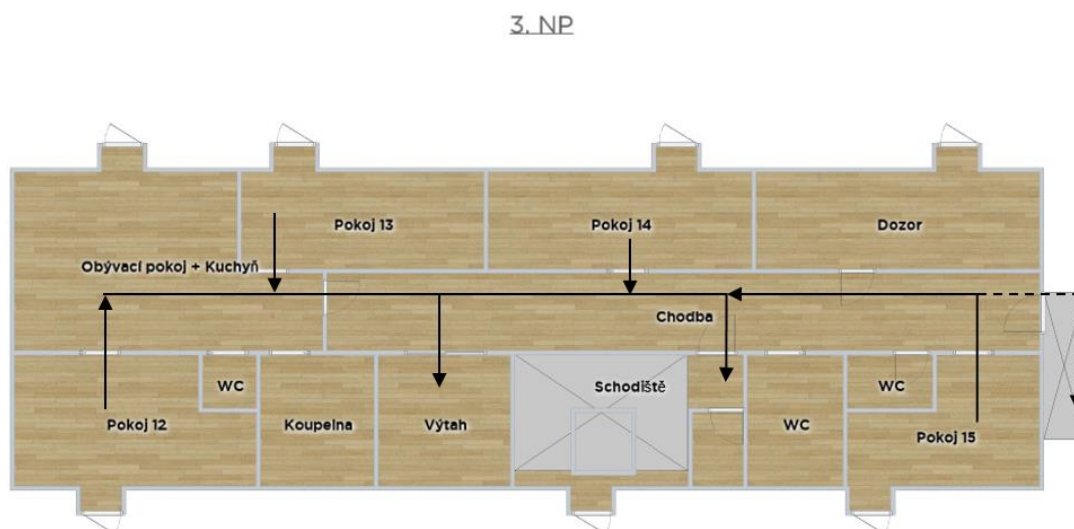 3. NP
Pokoj 13
Pokoj 14
Dozor
Obývací pokoj + Kuchyň
Chodba
WC
Schodiště
WC
Pokoj 12
Koupelna
Výtah
WC
Pokoj 15